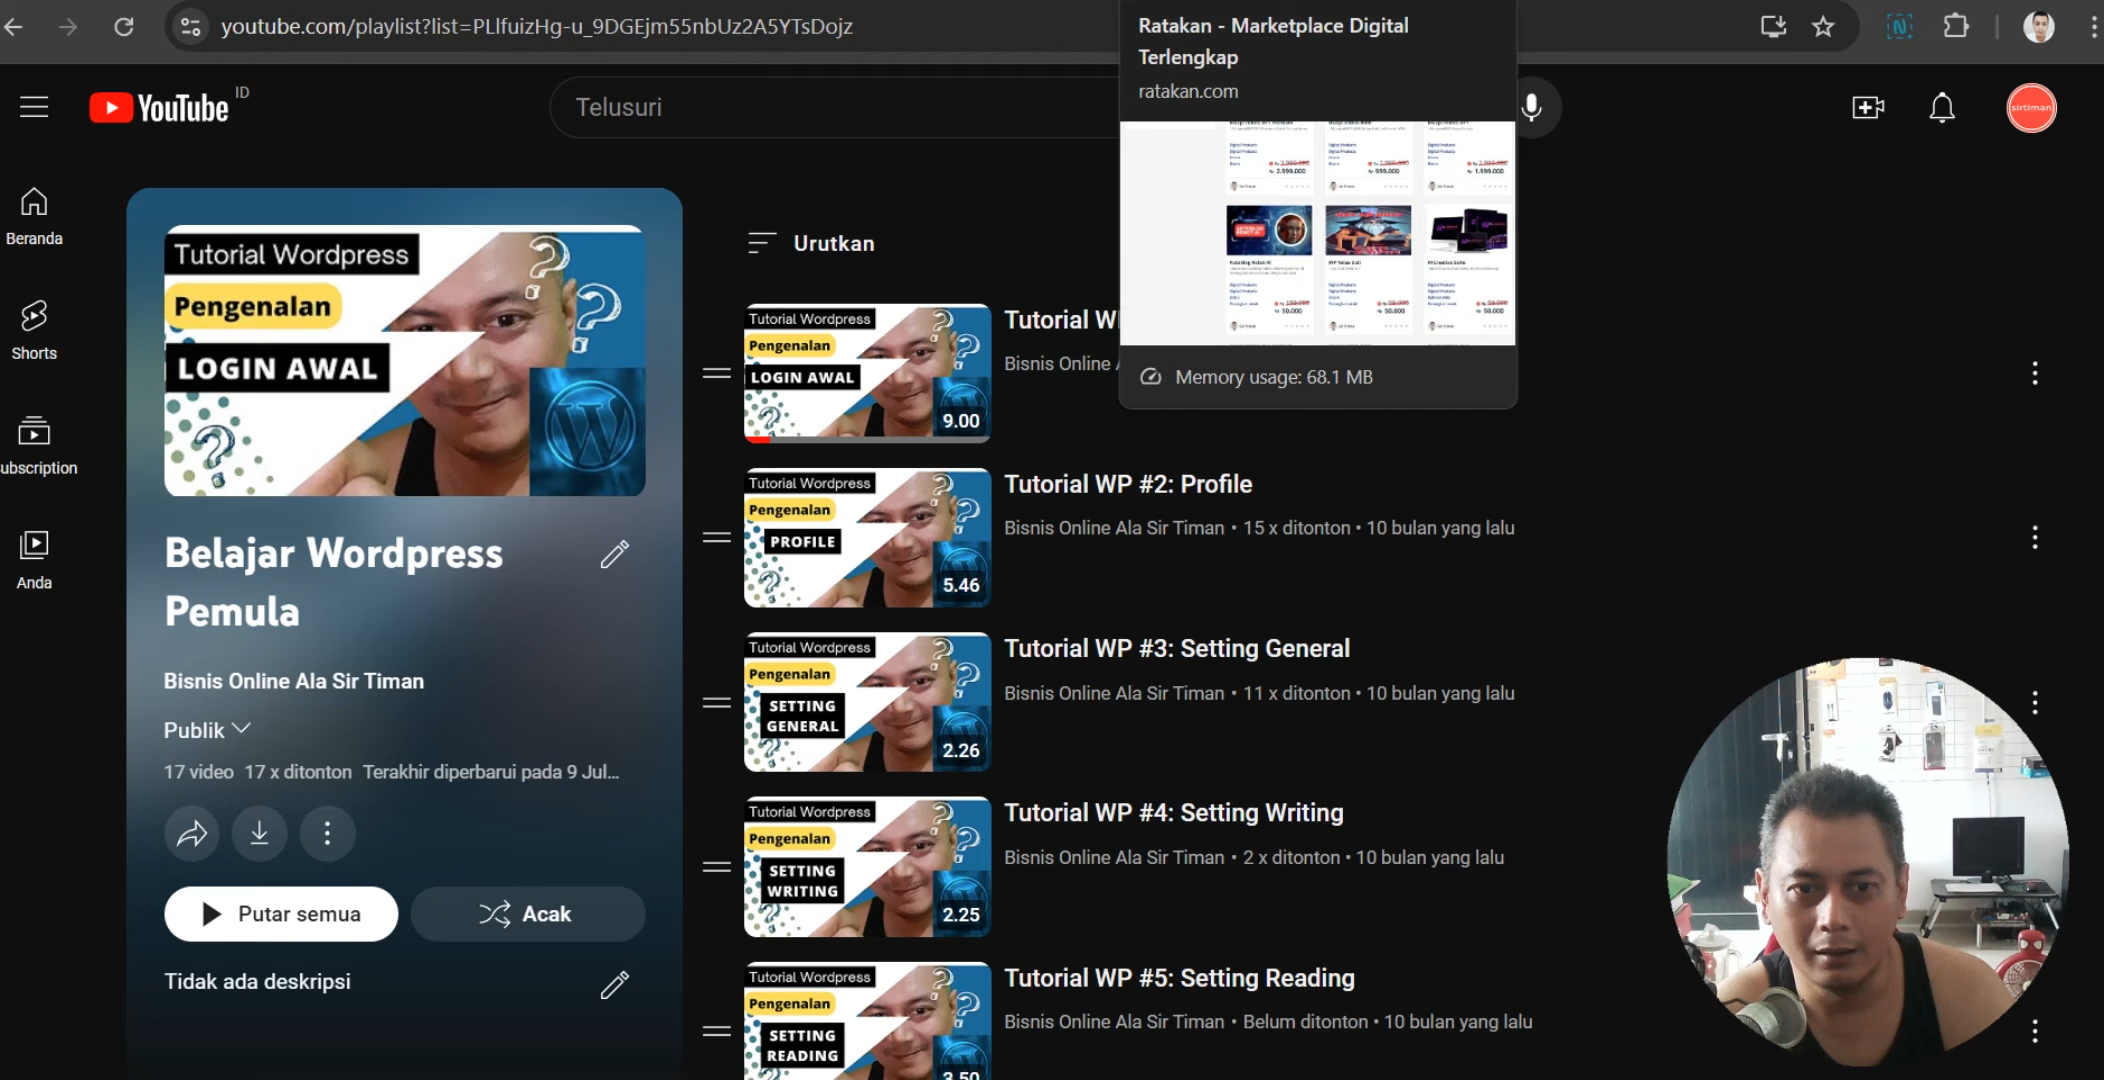 youtube.com/playlist?list=PLlfuizHg-u_9DGEjm55nbUz2A5YTsDojz
Ratakan - Marketplace Digital
Terlengkap
ratakan.com
YouTube
ID
Telusuri
sirtiman
Beranda
Shorts
ubscription
Anda
Tutorial Wordpress
Pengenalan
LOGIN AWAL
Belajar Wordpress
Pemula
Bisnis Online Ala Sir Timan
Publik
17 video 17 x ditonton Terakhir diperbarui pada 9 Jul...
Putar semua
Acak
Tidak ada deskripsi
Urutkan
Memory usage: 68.1 MB
Tutorial Wordpress
Pengenalan
LOGIN AWAL
9.00
Tutorial W
Bisnis Online
Tutorial Wordpress
Pengenalan
PROFILE
5.46
Tutorial WP #2: Profile
Bisnis Online Ala Sir Timan • 15 x ditonton • 10 bulan yang lalu
Tutorial Wordpress
Pengenalan
SETTING
GENERAL
2.26
Tutorial WP #3: Setting General
Bisnis Online Ala Sir Timan • 11 x ditonton • 10 bulan yang lalu
Tutorial Wordpress
Pengenalan
SETTING
WRITING
2.25
Tutorial WP #4: Setting Writing
Bisnis Online Ala Sir Timan • 2 x ditonton • 10 bulan yang lalu
Tutorial Wordpress
Pengenalan
SETTING
READING
3.50
Tutorial WP #5: Setting Reading
Bisnis Online Ala Sir Timan • Belum ditonton • 10 bulan yang lalu